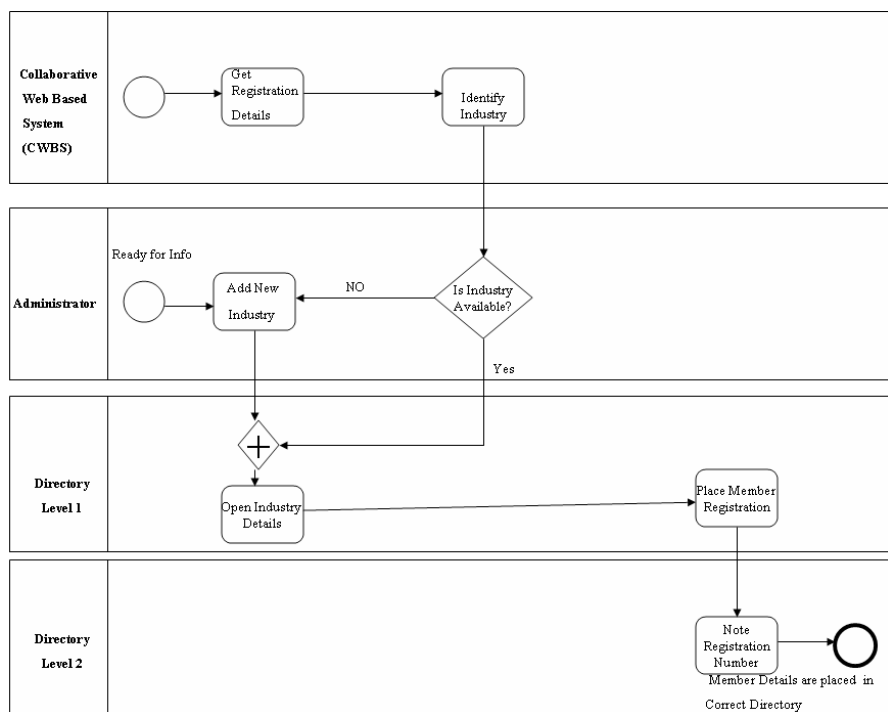 Collaborative
Web Based
System
(CWBS)
Get
Registration
Details
Identify
Industry
Administrator
Ready for Info
Add New
Industry
NO
Is Industry
Available?
Yes
Directory
Level 1
Open Industry
Details
Place Member
Registration
Directory
Level 2
Note
Registration
Number
Member Details are placed in
Correct Directory